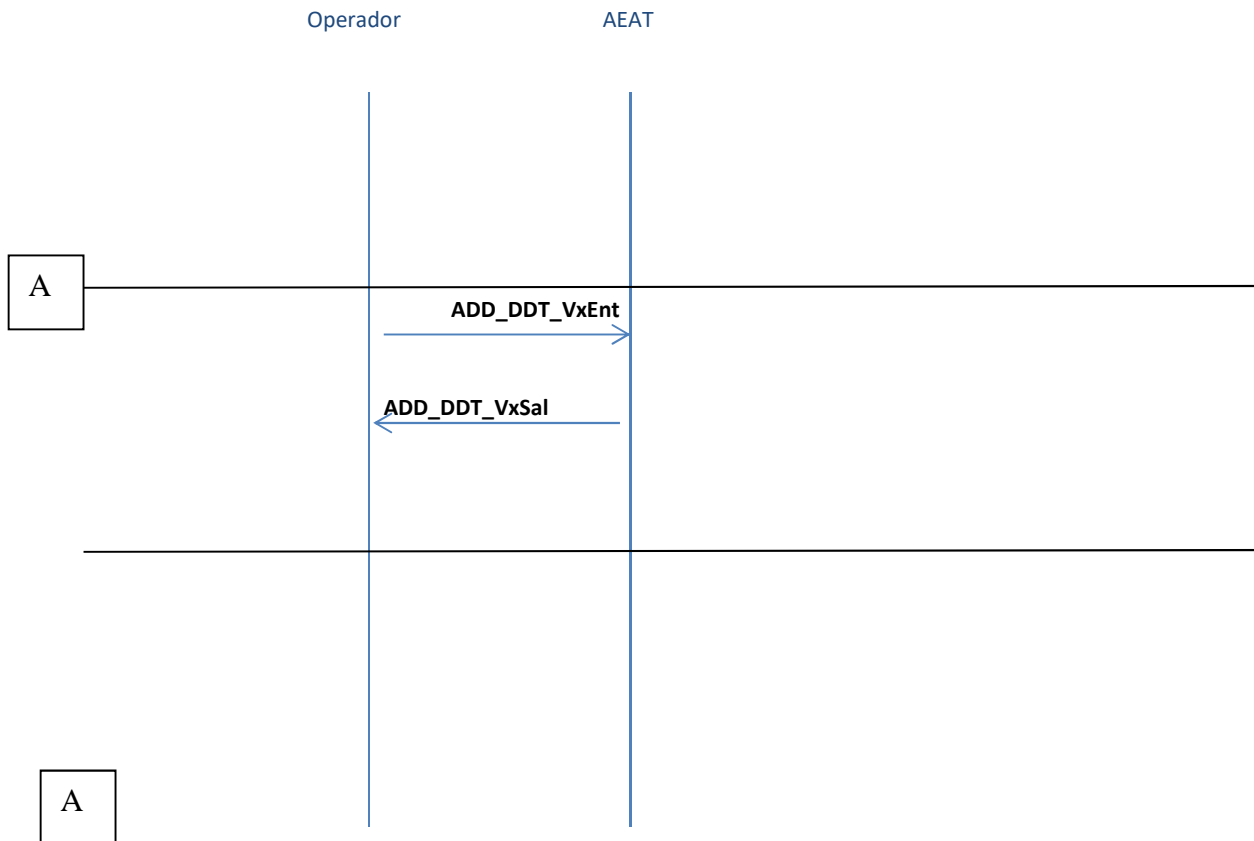 Operador AEAT
A
ADD_DDT_VxEnt
ADD_DDT_VxSal
A